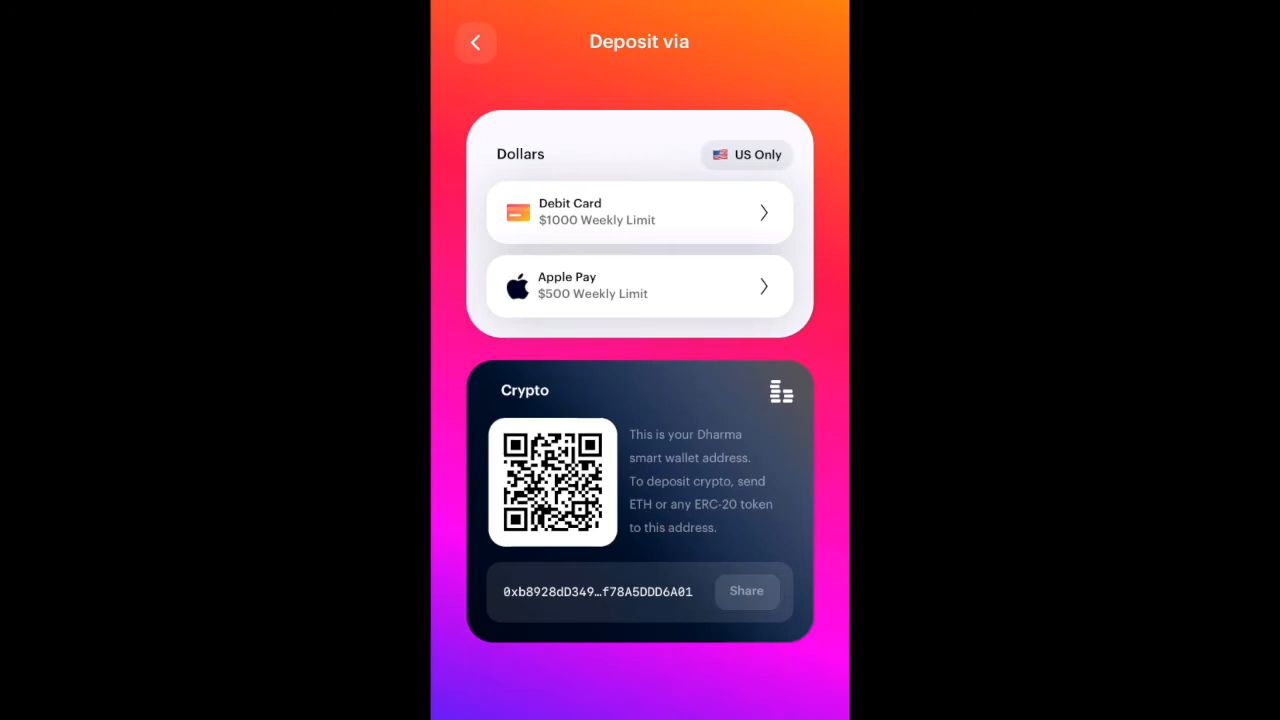 Deposit via
Dollars
US Only
Debit Card
$1000 Weekly Limit
Apple Pay
$500 Weekly Limit
Crypto
This is your Dharma
smart wallet address.
To deposit crypto, send
ETH or any ERC-20 token
to this address.
0xb8928dD349…f78A5DDD6A01
Share